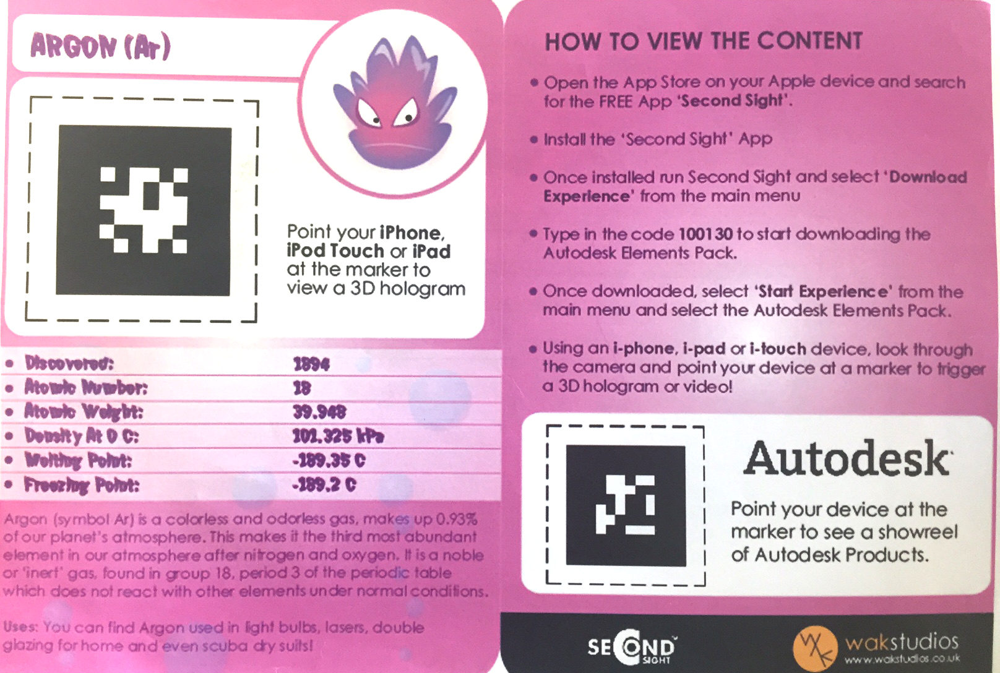 ARGON (Ar)
Point your iPhone,
iPod Touch or iPad
at the marker to
view a 3D hologram
• Discovered: 1894
• Atomic Number: 18
• Atomic Weight: 39.948
• Density At 0 C: 101.325 kPa
• Melting Point: -189.35 C
• Freezing Point: -189.2 C
Argon (symbol Ar) is a colorless and odorless gas, makes up 0.93%
of our planet's atmosphere. This makes it the third most abundant
element in our atmosphere after nitrogen and oxygen. It is a noble
or 'inert' gas, found in group 18, period 3 of the periodic table
which does not react with other elements under normal conditions.
Uses: You can find Argon used in light bulbs, lasers, double
glazing for home and even scuba dry suits!
HOW TO VIEW THE CONTENT
• Open the App Store on your Apple device and search
for the FREE App 'Second Sight'.
• Install the 'Second Sight' App
• Once installed run Second Sight and select 'Download
Experience' from the main menu
• Type in the code 100130 to start downloading the
Autodesk Elements Pack.
• Once downloaded, select 'Start Experience' from the
main menu and select the Autodesk Elements Pack.
• Using an i-phone, i-pad or i-touch device, look through
the camera and point your device at a marker to trigger
a 3D hologram or video!
Autodesk
Point your device at the
marker to see a showreel
of Autodesk Products.
SECOND
SIGHT
wakstudios
www.wakstudios.co.uk